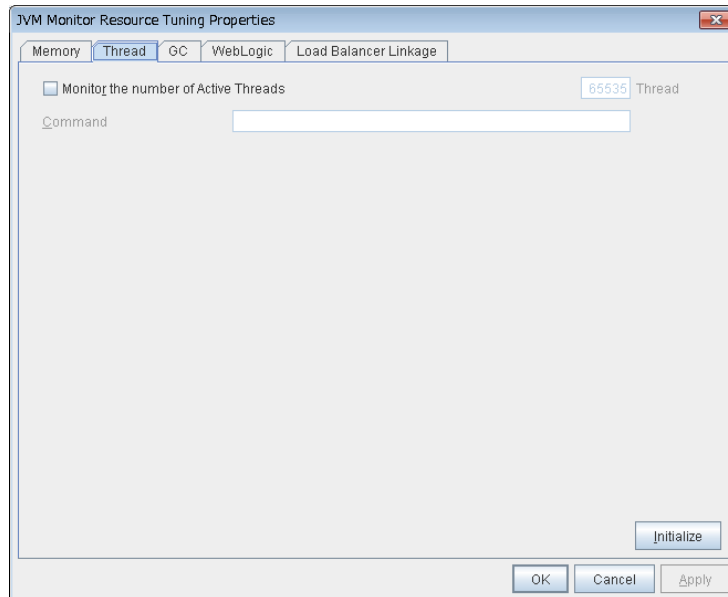 JVM Monitor Resource Tuning Properties
Memory Thread GC WebLogic Load Balancer Linkage
Monitor the number of Active Threads 65535 Thread
Command
Initialize
OK Cancel Apply